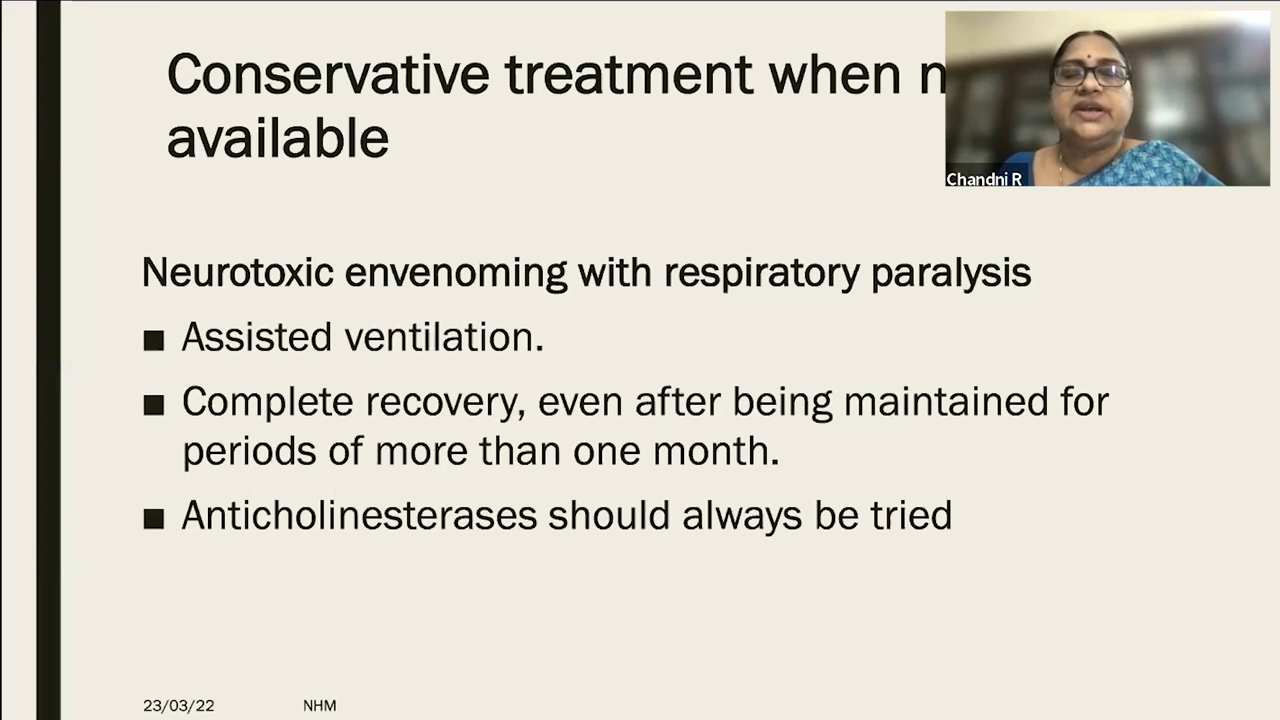 Conservative treatment when
available
Chandni R
Neurotoxic envenoming with respiratory paralysis
■ Assisted ventilation.
■ Complete recovery, even after being maintained for
periods of more than one month.
■ Anticholinesterases should always be tried
23/03/22 NHM